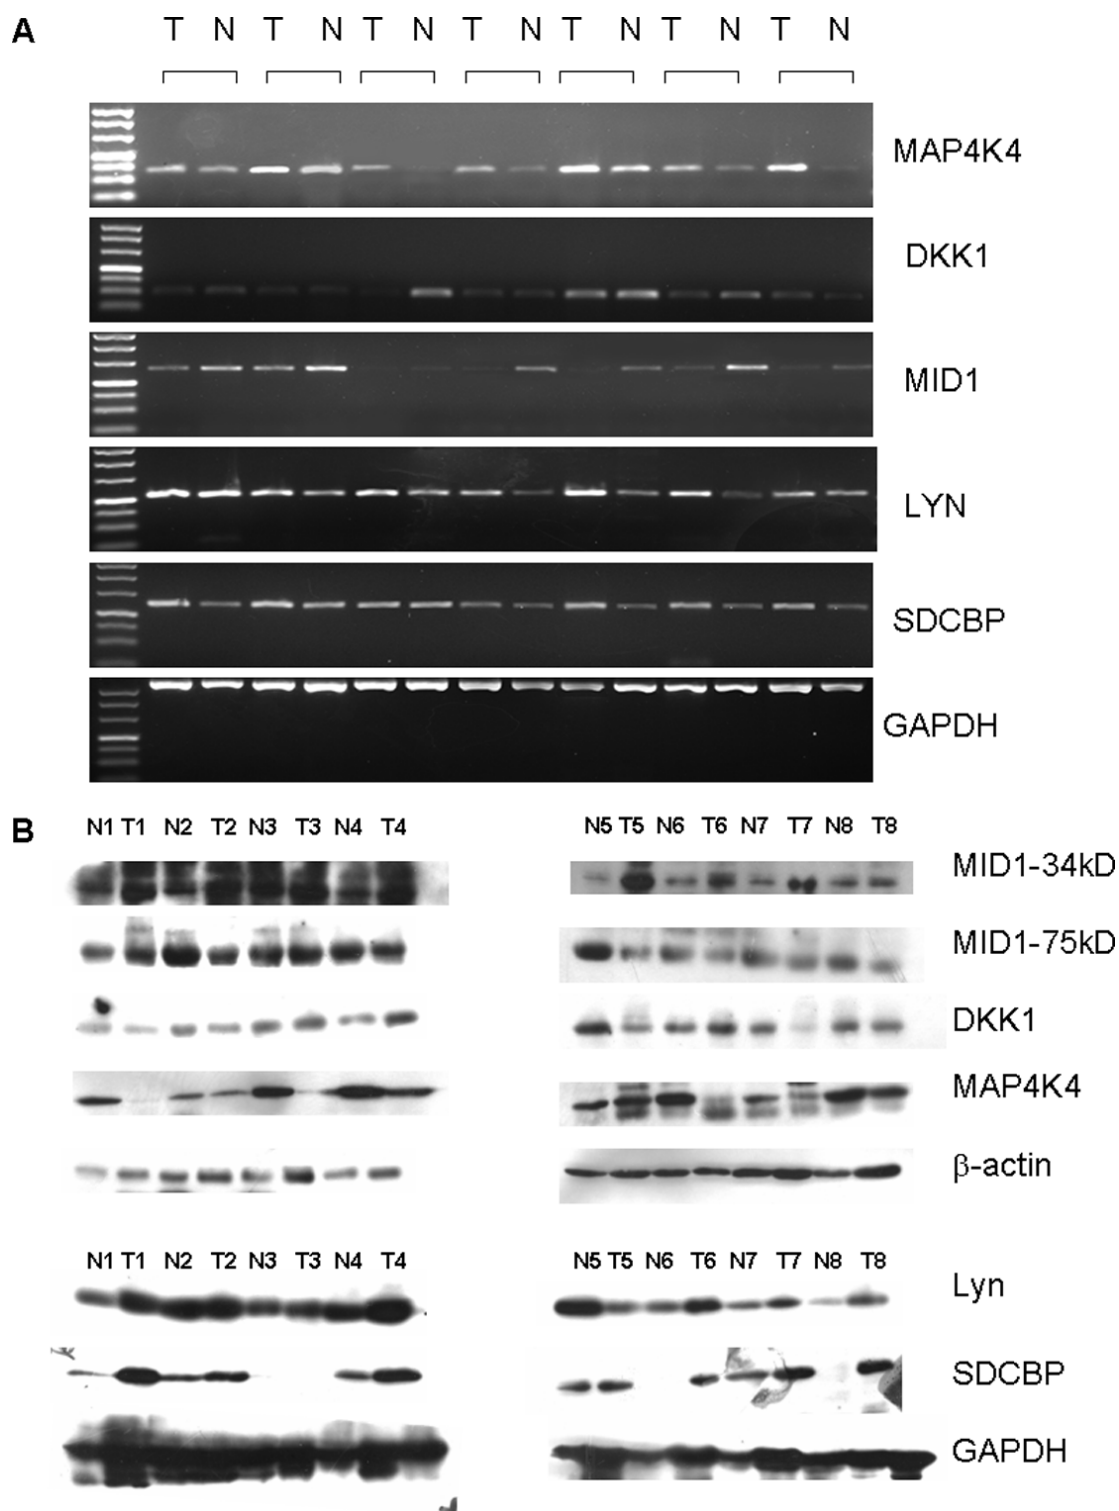 A
T N T N T N T N T N T N T N
MAP4K4
DKK1
MID1
LYN
SDCBP
GAPDH
B
N1 T1 N2 T2 N3 T3 N4 T4 N5 T5 N6 T6 N7 T7 N8 T8
MID1-34kD
MID1-75kD
DKK1
MAP4K4
β-actin
N1 T1 N2 T2 N3 T3 N4 T4 N5 T5 N6 T6 N7 T7 N8 T8
Lyn
SDCBP
GAPDH